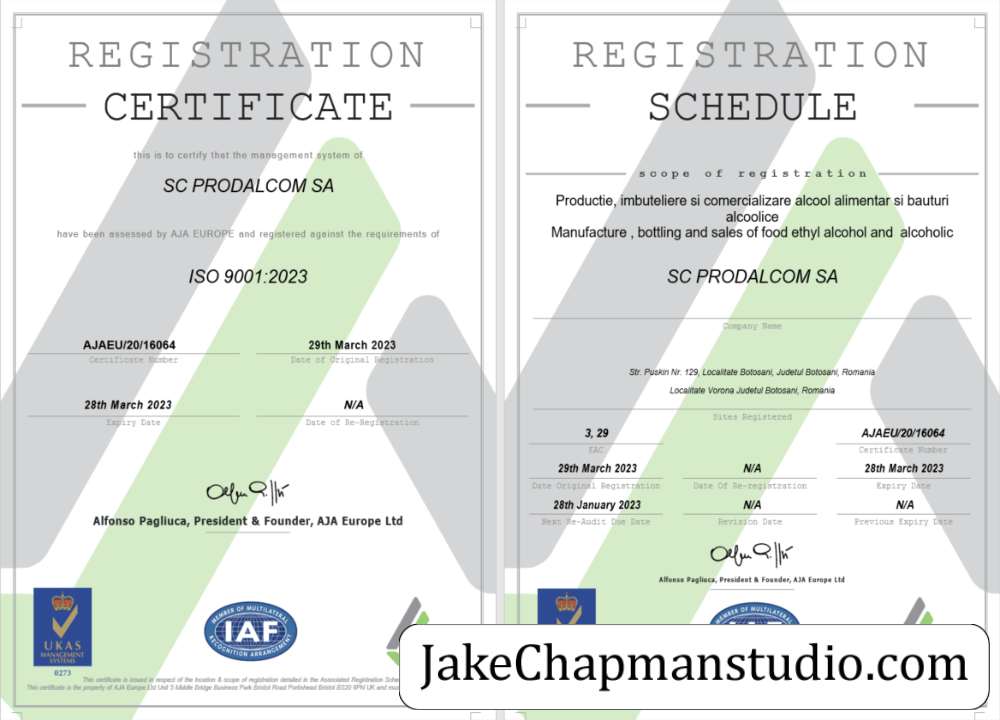 REGISTRATION
CERTIFICATE
this is to certify that the management system of
SC PRODALCOM SA
have been assessed by AJA EUROPE and registered against the requirements of
ISO 9001:2023
AJAEU/20/16064
Certificate Number
29th March 2023
Date of Original Registration
28th March 2023
Expiry Date
N/A
Date of Re-Registration
Alfonso Pagliuca, President & Founder, AJA Europe Ltd
UKAS
MANAGEMENT
SYSTEMS
0273
MEMBER OF MULTILATERAL
IAF
RECOGNITION ARRANGEMENT
This certificate is issued in respect of the location & scope of registration detailed in the Associated Registration
This certificate is the property of AJA Europe Ltd Unit 5 Middle Bridge Business Park Bristol Road Portishead Bristol BS20 6PN UK and
REGISTRATION
SCHEDULE
scope of registration
Productie, imbuteliere si comercializare alcool alimentar si bauturi
alcoolice
Manufacture , bottling and sales of food ethyl alcohol and alcoholic
SC PRODALCOM SA
Company Name
Str. Puskin Nr. 129, Localitate Botosani, Judetul Botosani, Romania
Localitate Vorona Judetul Botosani, Romania
Sites Registered
3, 29
EAC
AJAEU/20/16064
Certificate Number
29th March 2023
Date Original Registration
N/A
Date Of Re-registration
28th March 2023
Expiry Date
28th January 2023
Next Re-Audit Due Date
N/A
Revision Date
N/A
Previous Expiry Date
Alfonso Pagliuca, President & Founder, AJA Europe Ltd
MEMBER OF MULTILATERAL
JakeChapmanstudio.com